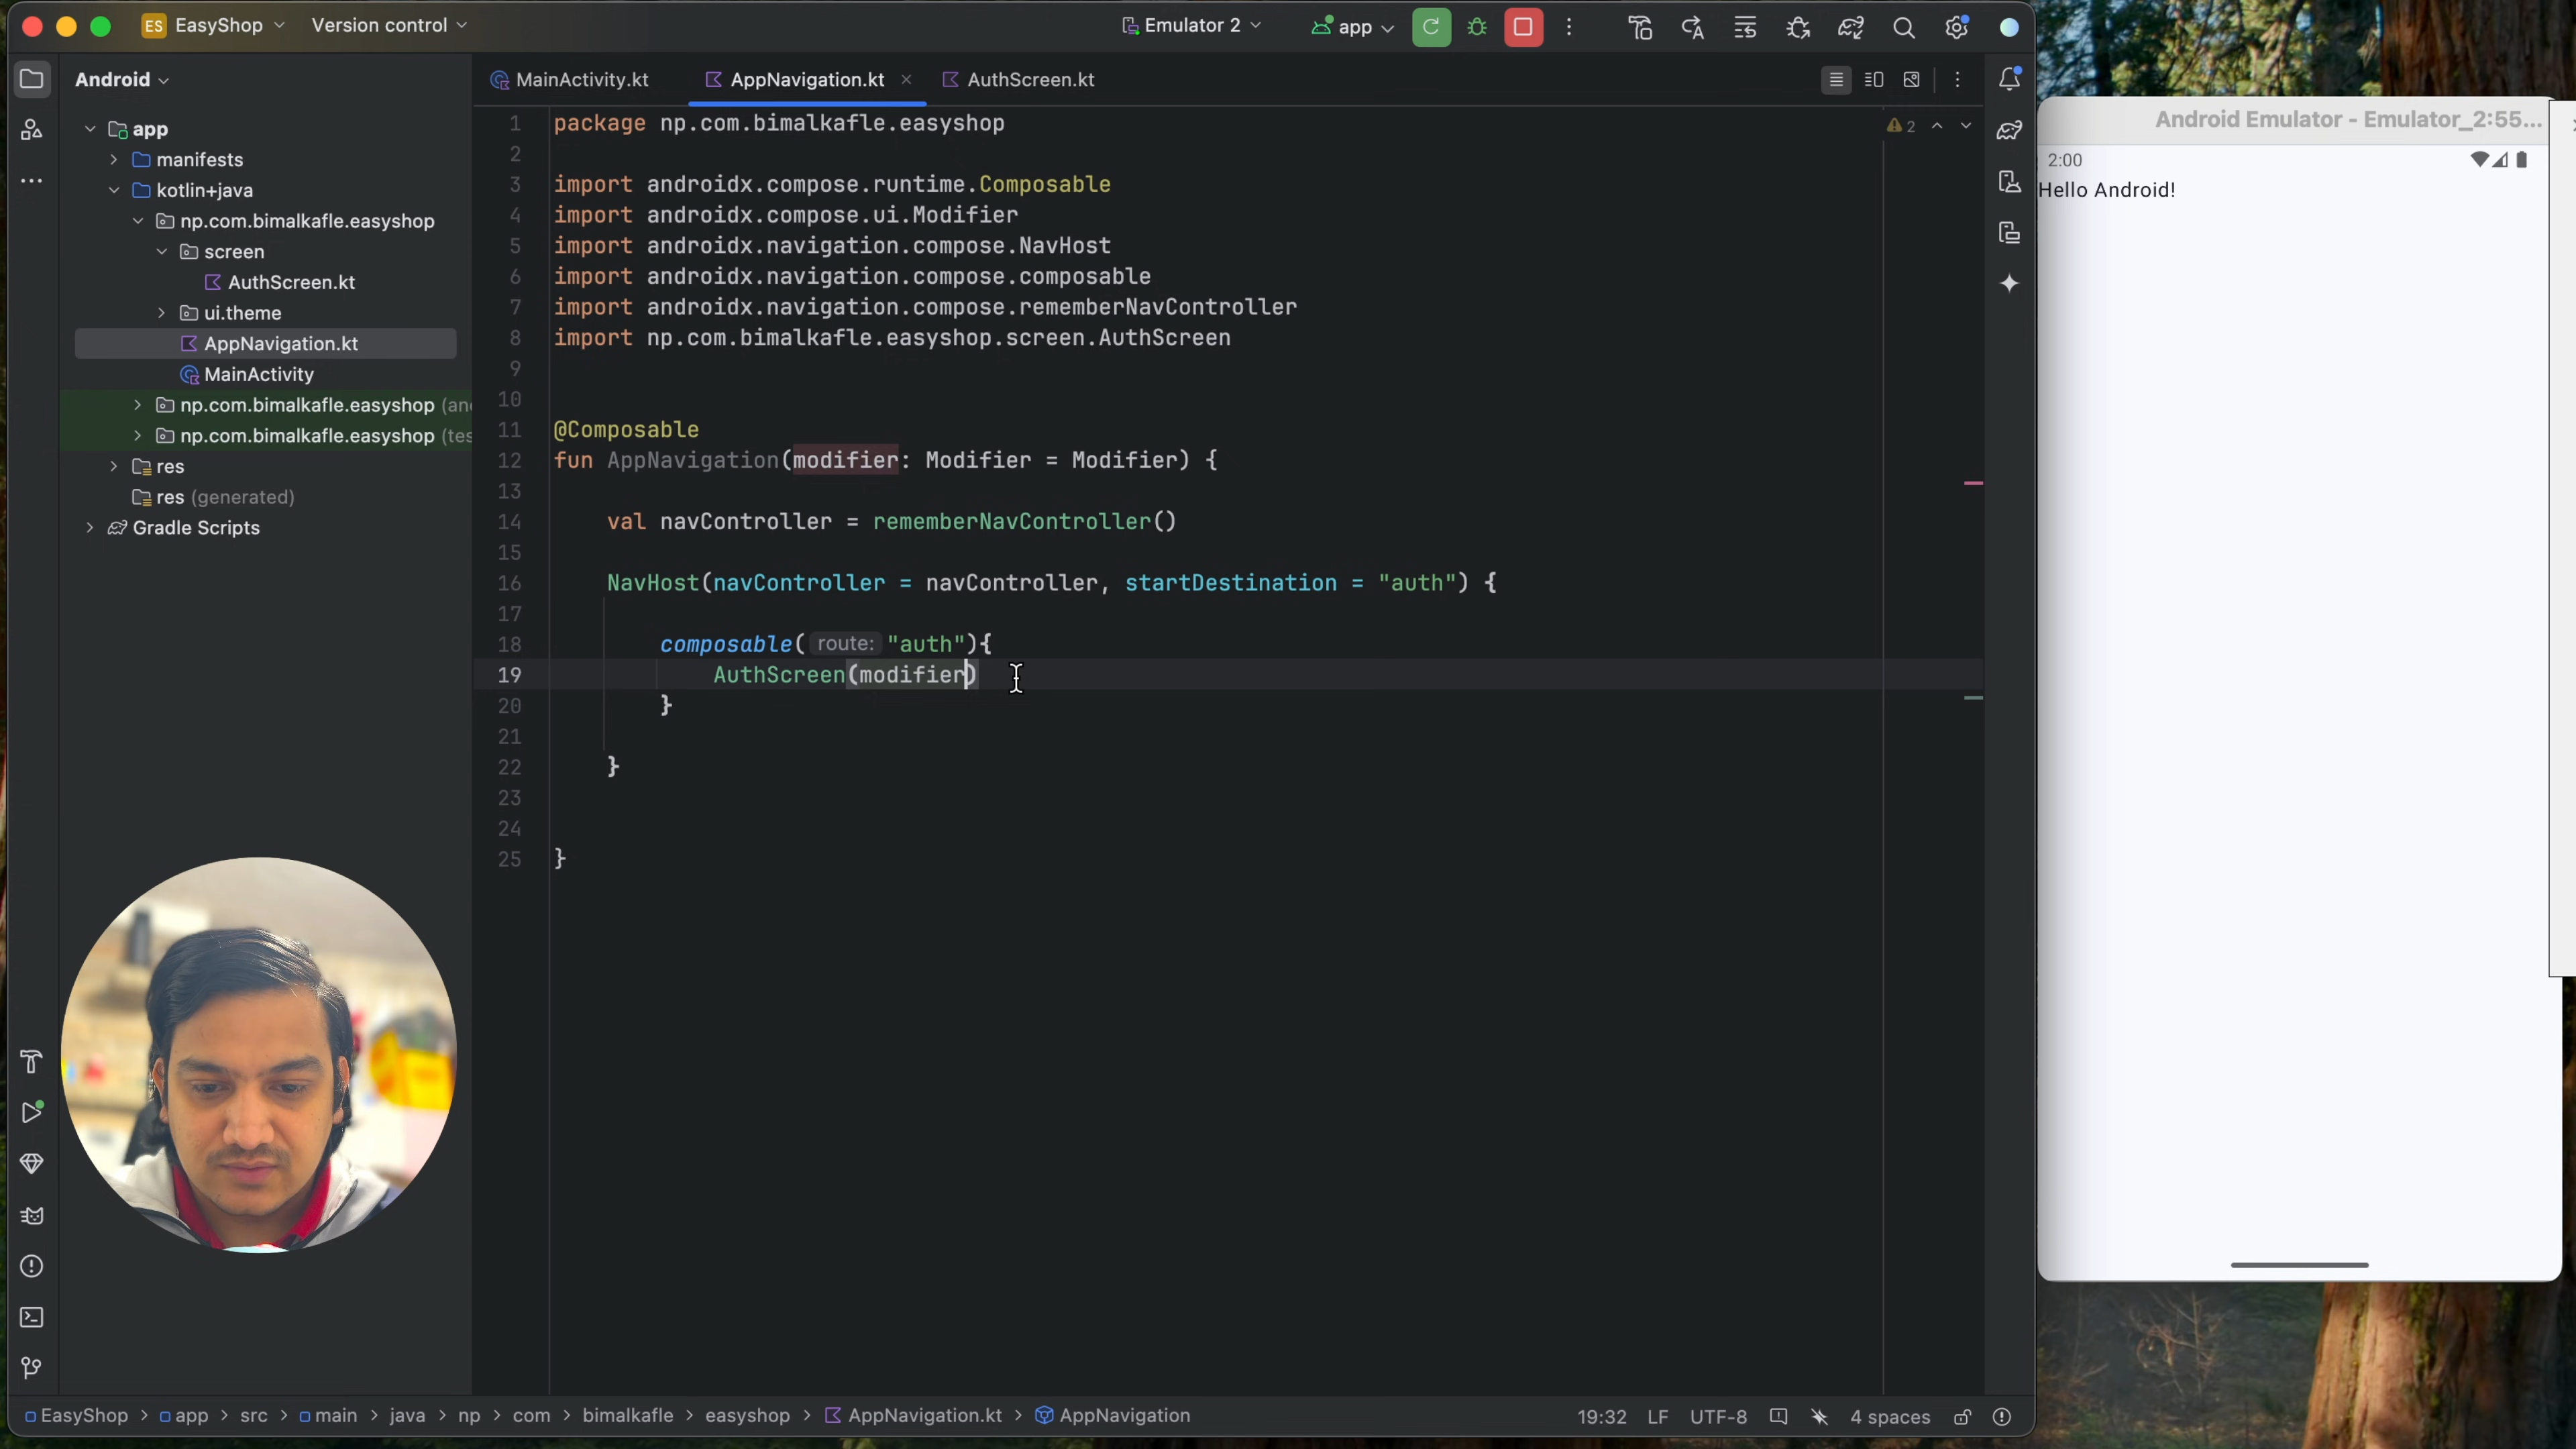 ES EasyShop Version control Emulator 2 app
Android MainActivity.kt AppNavigation.kt AuthScreen.kt
app
manifests
kotlin+java
np.com.bimalkafle.easyshop
screen
AuthScreen.kt
ui.theme
AppNavigation.kt
MainActivity
np.com.bimalkafle.easyshop (an
np.com.bimalkafle.easyshop (tes
res
res (generated)
Gradle Scripts
1 package np.com.bimalkafle.easyshop
2
3 import androidx.compose.runtime.Composable
4 import androidx.compose.ui.Modifier
5 import androidx.navigation.compose.NavHost
6 import androidx.navigation.compose.composable
7 import androidx.navigation.compose.rememberNavController
8 import np.com.bimalkafle.easyshop.screen.AuthScreen
9
10
11 @Composable
12 fun AppNavigation(modifier: Modifier = Modifier) {
13
14 val navController = rememberNavController()
15
16 NavHost(navController = navController, startDestination = "auth") {
17
18 composable( route: "auth"){
19 AuthScreen(modifier)
20 }
21
22 }
23
24
25 }
2
Android Emulator - Emulator_2:55...
2:00
Hello Android!
EasyShop > app > src > main > java > np > com > bimalkafle > easyshop > AppNavigation.kt > AppNavigation 19:32 LF UTF-8 4 spaces